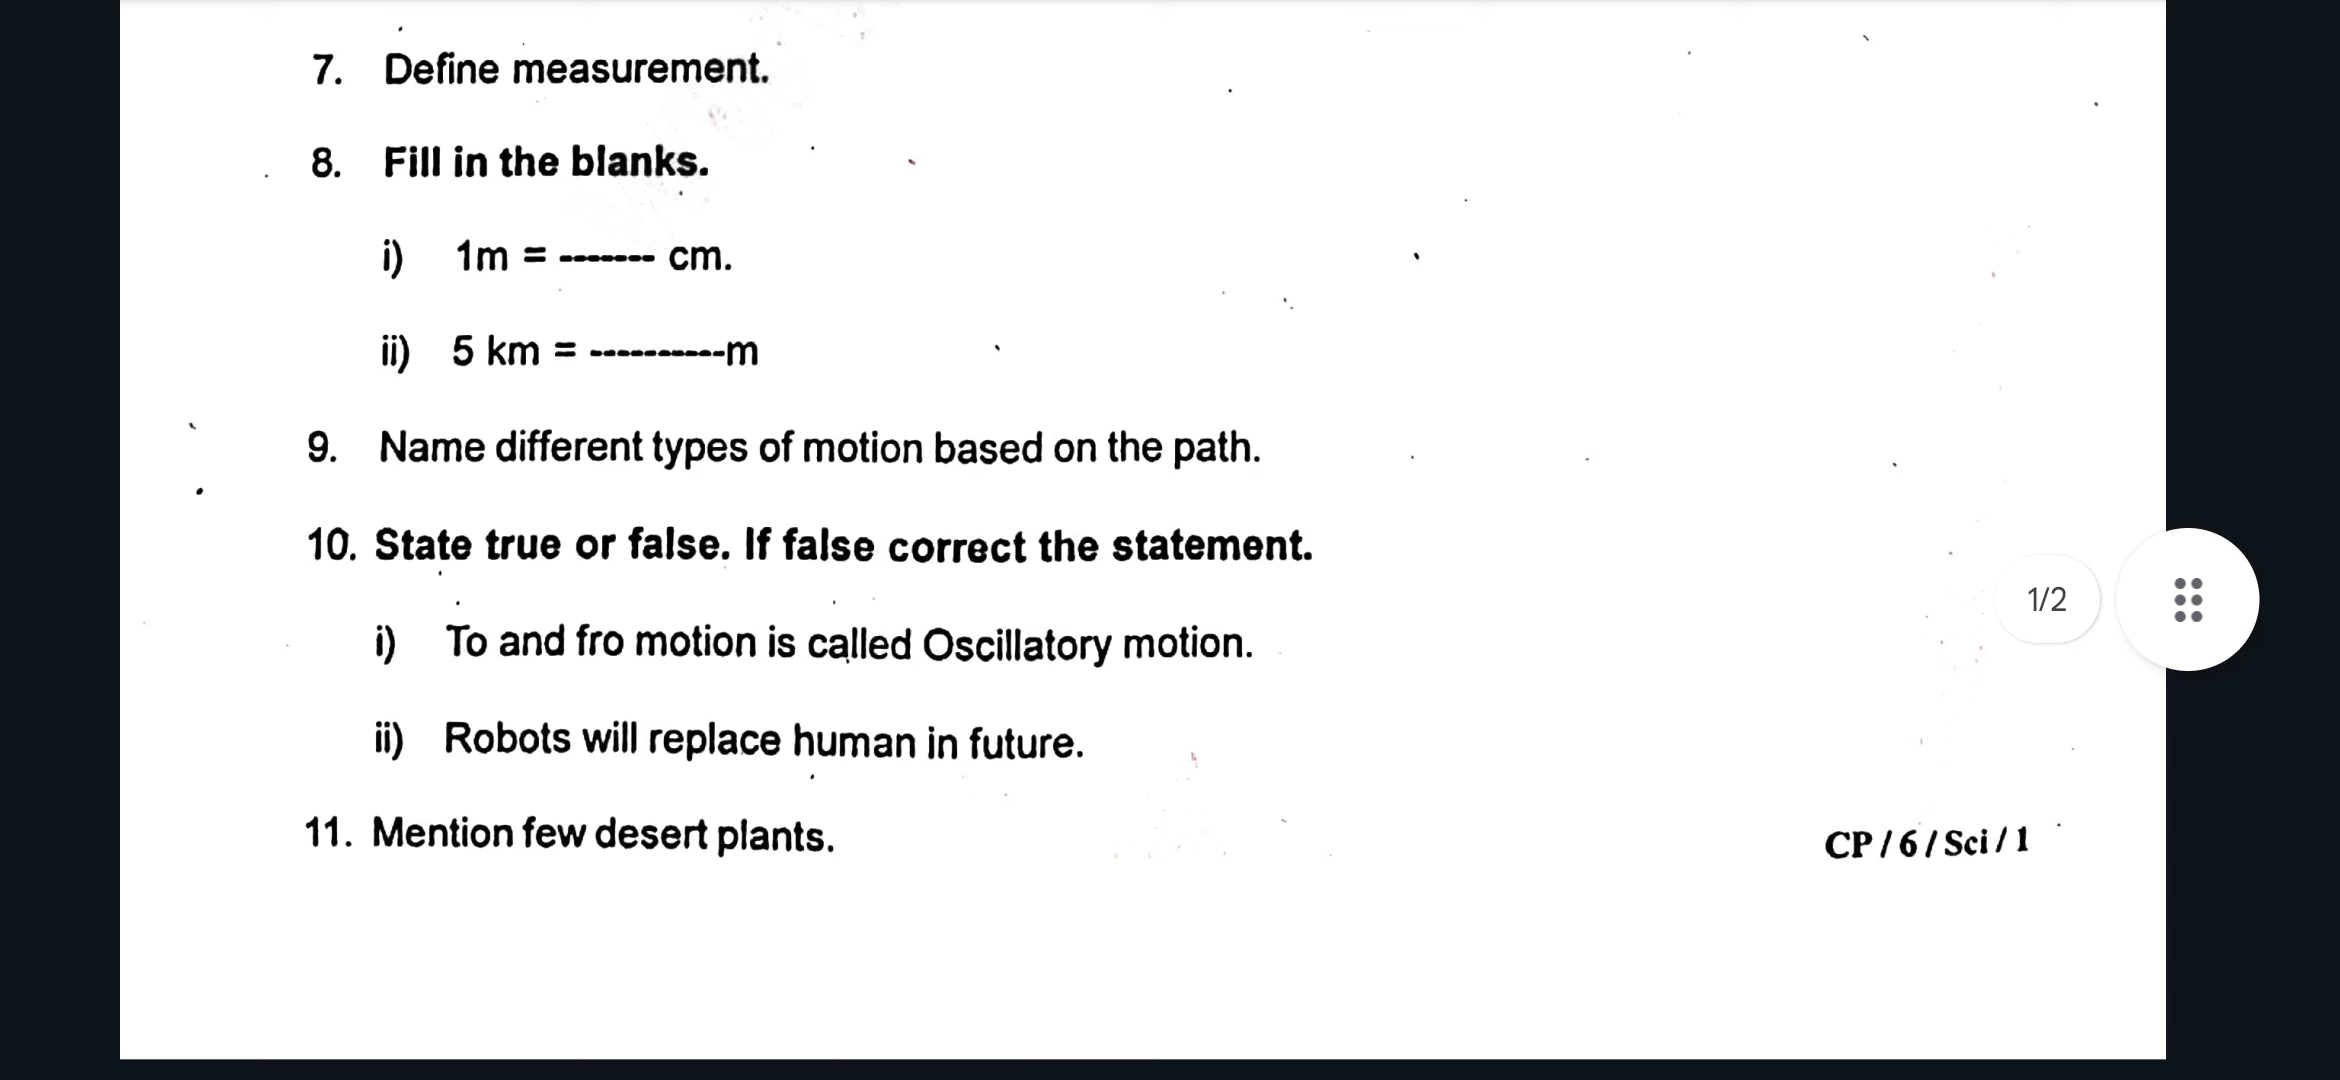 7. Define measurement.
8. Fill in the blanks.
i) 1m = ------- cm.
ii) 5 km = -----------m
9. Name different types of motion based on the path.
10. State true or false. If false correct the statement.
i) To and fro motion is called Oscillatory motion.
1/2
ii) Robots will replace human in future.
11. Mention few desert plants.
CP / 6 / Sci / 1